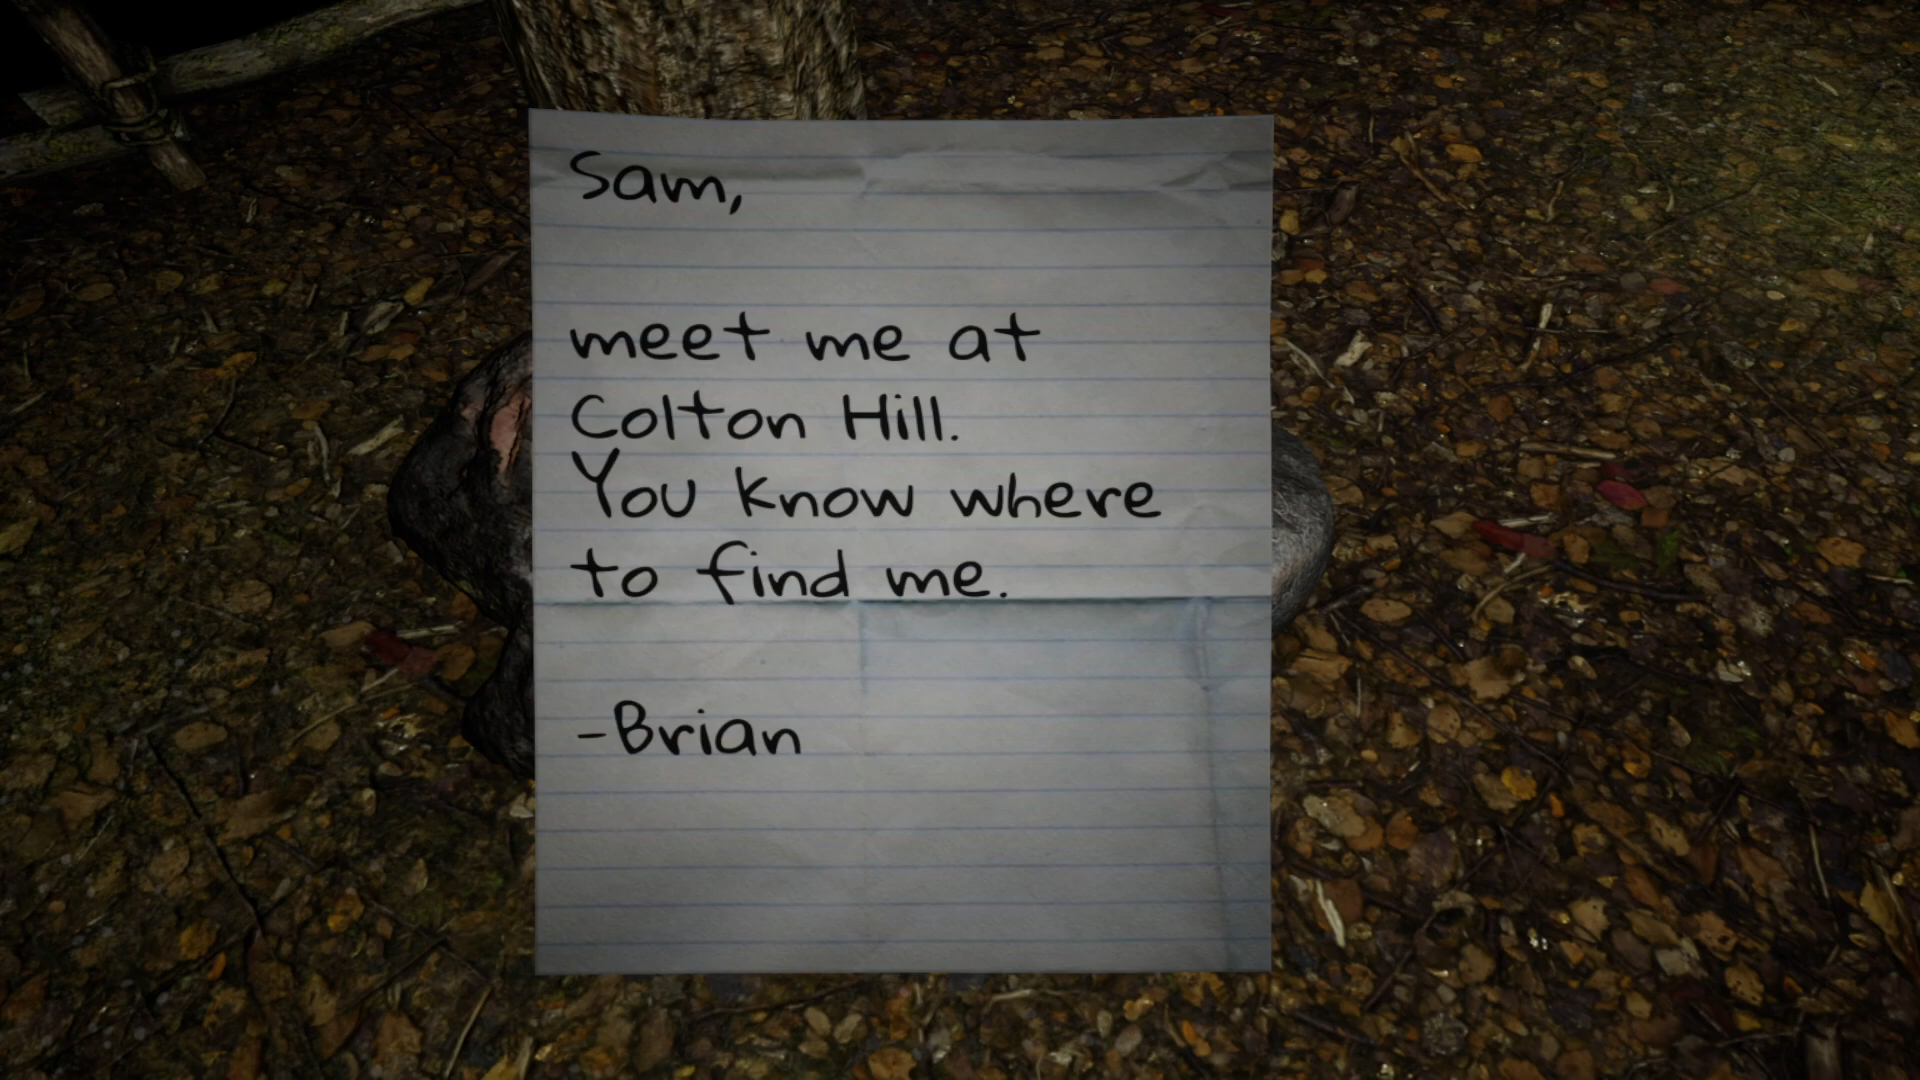 Sam,
meet me at
Colton Hill.
You know where
to find me.
-Brian